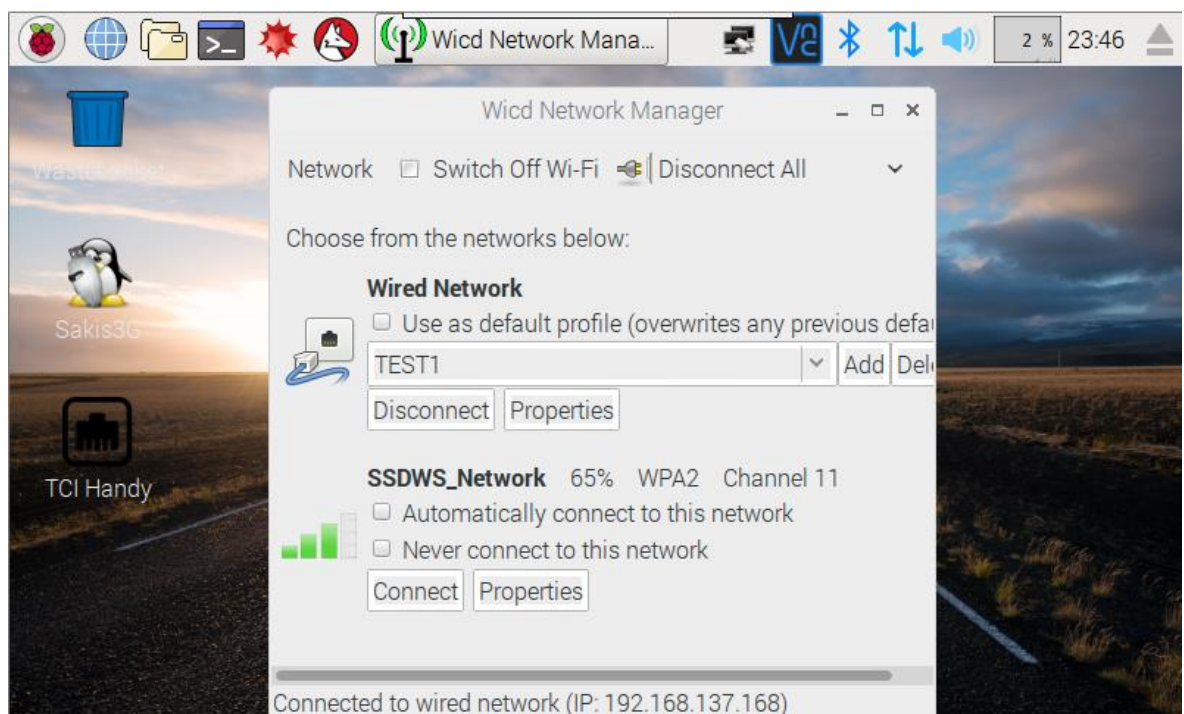 Wicd Network Mana...
2 %
23:46
Wicd Network Manager
Wastebasket
Network Switch Off Wi-Fi Disconnect All
Choose from the networks below:
Wired Network
Use as default profile (overwrites any previous defau
Sakis3G
TEST1 Add Dele
Disconnect Properties
TCI Handy
SSDWS_Network 65% WPA2 Channel 11
Automatically connect to this network
Never connect to this network
Connect Properties
Connected to wired network (IP: 192.168.137.168)